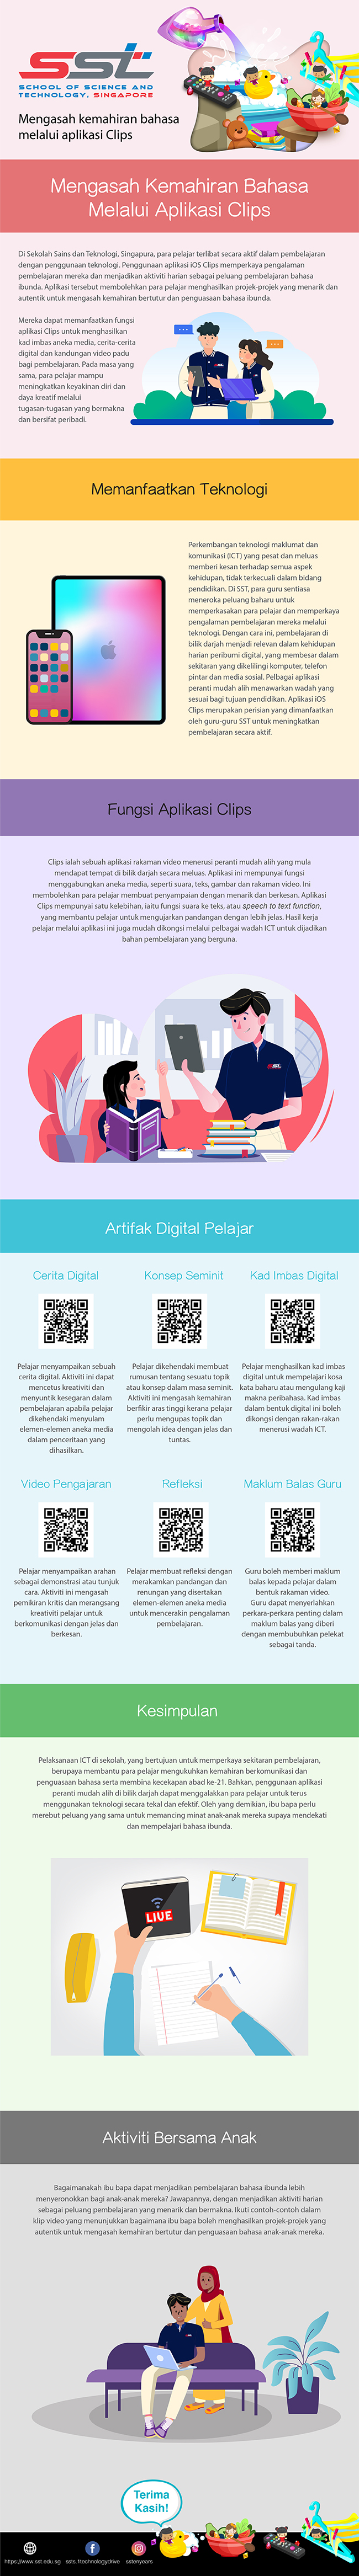 SST
SCHOOL OF SCIENCE AND
TECHNOLOGY, SINGAPORE
Mengasah kemahiran bahasa
melalui aplikasi Clips
Mengasah Kemahiran Bahasa
Melalui Aplikasi Clips
Di Sekolah Sains dan Teknologi, Singapura, para pelajar terlibat secara aktif dalam pembelajaran
dengan penggunaan teknologi. Penggunaan aplikasi iOS Clips memperkaya pengalaman
pembelajaran mereka dan menjadikan aktiviti harian sebagai peluang pembelajaran bahasa
ibunda. Aplikasi tersebut membolehkan para pelajar menghasilkan projek-projek yang menarik dan
autentik untuk mengasah kemahiran bertutur dan penguasaan bahasa ibunda.
Mereka dapat memanfaatkan fungsi
aplikasi Clips untuk menghasilkan
kad imbas aneka media, cerita-cerita
digital dan kandungan video padu
bagi pembelajaran. Pada masa yang
sama, para pelajar mampu
meningkatkan keyakinan diri dan
daya kreatif melalui
tugasan-tugasan yang bermakna
dan bersifat peribadi.
Memanfaatkan Teknologi
Perkembangan teknologi maklumat dan
komunikasi (ICT) yang pesat dan meluas
memberi kesan terhadap semua aspek
kehidupan, tidak terkecuali dalam bidang
pendidikan. Di SST, para guru sentiasa
meneroka peluang baharu untuk
memperkasakan para pelajar dan memperkaya
pengalaman pembelajaran mereka melalui
teknologi. Dengan cara ini, pembelajaran di
bilik darjah menjadi relevan dalam kehidupan
harian peribumi digital, yang membesar dalam
sekitaran yang dikelilingi komputer, telefon
pintar dan media sosial. Pelbagai aplikasi
peranti mudah alih menawarkan wadah yang
sesuai bagi tujuan pendidikan. Aplikasi iOS
Clips merupakan perisian yang dimanfaatkan
oleh guru-guru SST untuk meningkatkan
pembelajaran secara aktif.
Fungsi Aplikasi Clips
Clips ialah sebuah aplikasi rakaman video menerusi peranti mudah alih yang mula
mendapat tempat di bilik darjah secara meluas. Aplikasi ini mempunyai fungsi
menggabungkan aneka media, seperti suara, teks, gambar dan rakaman video. Ini
membolehkan para pelajar membuat penyampaian dengan menarik dan berkesan. Aplikasi
Clips mempunyai satu kelebihan, iaitu fungsi suara ke teks, atau speech to text function,
yang membantu pelajar untuk mengujarkan pandangan dengan lebih jelas. Hasil kerja
pelajar melalui aplikasi ini juga mudah dikongsi melalui pelbagai wadah ICT untuk dijadikan
bahan pembelajaran yang berguna.
SST
Artifak Digital Pelajar
Cerita Digital
Konsep Seminit
Kad Imbas Digital
Pelajar menyampaikan sebuah
cerita digital. Aktiviti ini dapat
mencetus kreativiti dan
menyuntik kesegaran dalam
pembelajaran apabila pelajar
dikehendaki menyulam
elemen-elemen aneka media
dalam penceritaan yang
dihasilkan.
Pelajar dikehendaki membuat
rumusan tentang sesuatu topik
atau konsep dalam masa seminit.
Aktiviti ini mengasah kemahiran
berfikir aras tinggi kerana pelajar
perlu mengupas topik dan
mengolah idea dengan jelas dan
tuntas.
Pelajar menghasilkan kad imbas
digital untuk mempelajari kosa
kata baharu atau mengulang kaji
makna peribahasa. Kad imbas
dalam bentuk digital ini boleh
dikongsi dengan rakan-rakan
menerusi wadah ICT.
Video Pengajaran
Refleksi
Maklum Balas Guru
Pelajar menyampaikan arahan
sebagai demonstrasi atau tunjuk
cara. Aktiviti ini mengasah
pemikiran kritis dan merangsang
kreativiti pelajar untuk
berkomunikasi dengan jelas dan
berkesan.
Pelajar membuat refleksi dengan
merakamkan pandangan dan
renungan yang disertakan
elemen-elemen aneka media
untuk mencerakin pengalaman
pembelajaran.
Guru boleh memberi maklum
balas kepada pelajar dalam
bentuk rakaman video.
Guru dapat menyerlahkan
perkara-perkara penting dalam
maklum balas yang diberi
dengan membubuhkan pelekat
sebagai tanda.
Kesimpulan
Pelaksanaan ICT di sekolah, yang bertujuan untuk memperkaya sekitaran pembelajaran,
berupaya membantu para pelajar mengukuhkan kemahiran berkomunikasi dan
penguasaan bahasa serta membina kecekapan abad ke-21. Bahkan, penggunaan aplikasi
peranti mudah alih di bilik darjah dapat menggalakkan para pelajar untuk terus
menggunakan teknologi secara tekal dan efektif. Oleh yang demikian, ibu bapa perlu
merebut peluang yang sama untuk memancing minat anak-anak mereka supaya mendekati
dan mempelajari bahasa ibunda.
LIVE
Aktiviti Bersama Anak
Bagaimanakah ibu bapa dapat menjadikan pembelajaran bahasa ibunda lebih
menyeronokkan bagi anak-anak mereka? Jawapannya, dengan menjadikan aktiviti harian
sebagai peluang pembelajaran yang menarik dan bermakna. Ikuti contoh-contoh dalam
klip video yang menunjukkan bagaimana ibu bapa boleh menghasilkan projek-projek yang
autentik untuk mengasah kemahiran bertutur dan penguasaan bahasa anak-anak mereka.
Terima
Kasih!
https://www.sst.edu.sg
ssts.1technologydrive
sstenyears